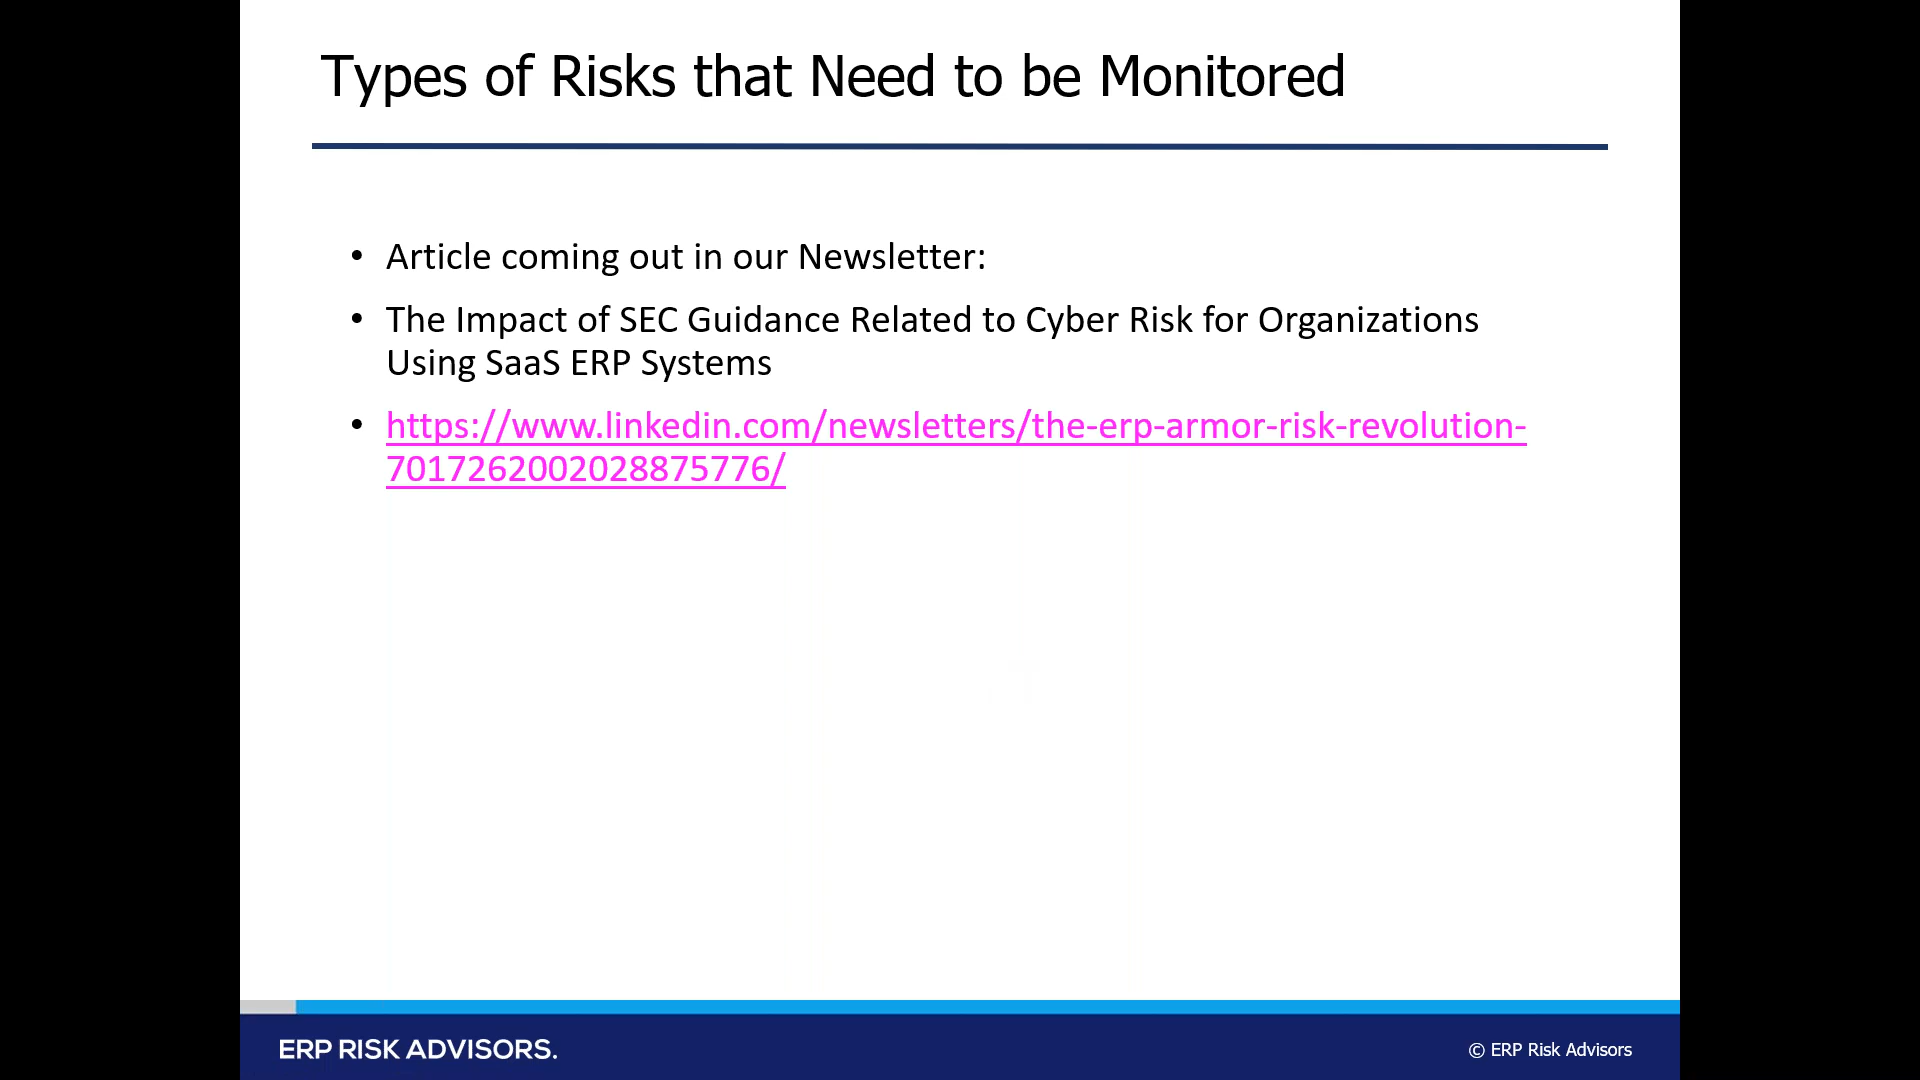 Types of Risks that Need to be Monitored
• Article coming out in our Newsletter:
• The Impact of SEC Guidance Related to Cyber Risk for Organizations
Using SaaS ERP Systems
• https://www.linkedin.com/newsletters/the-erp-armor-risk-revolution-
7017262002028875776/
ERP RISK ADVISORS.
© ERP Risk Advisors